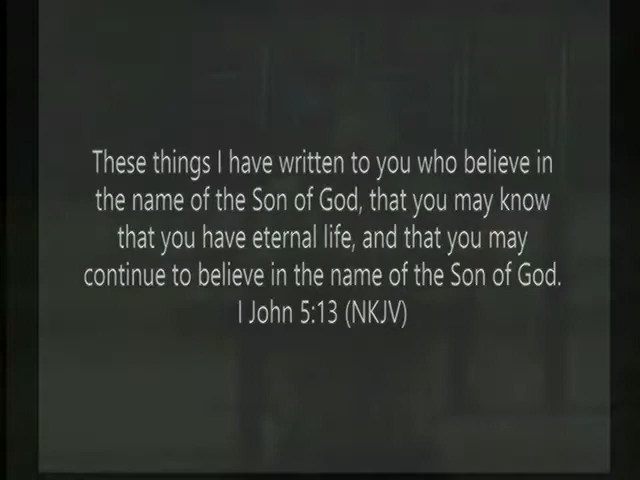 These things I have written to you who believe in
the name of the Son of God, that you may know
that you have eternal life, and that you may
continue to believe in the name of the Son of God.
I John 5:13 (NKJV)